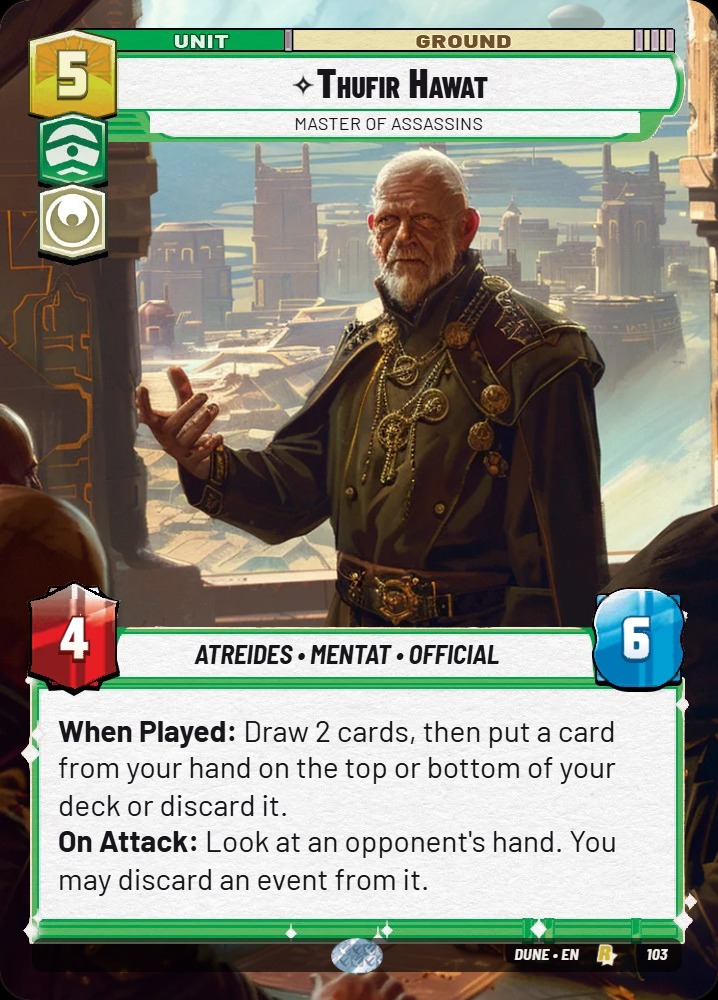 UNIT
GROUND
5
THUFIR HAWAT
MASTER OF ASSASSINS
4
ATREIDES • MENTAT • OFFICIAL
6
When Played: Draw 2 cards, then put a card
from your hand on the top or bottom of your
deck or discard it.
On Attack: Look at an opponent's hand. You
may discard an event from it.
DUNE • EN R 103